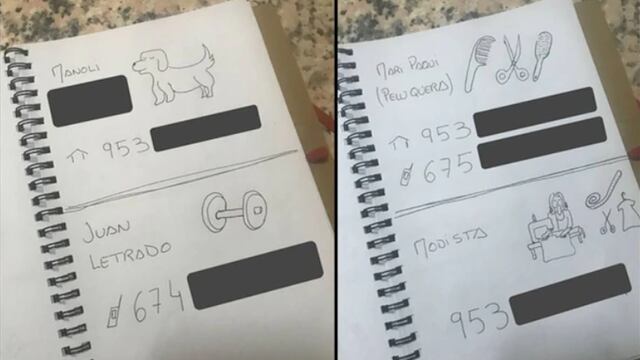 MANOLI
953
JUAN
LETRADO
674
MARI PAQUI
(PELUQUERA)
953
675
MODISTA
953